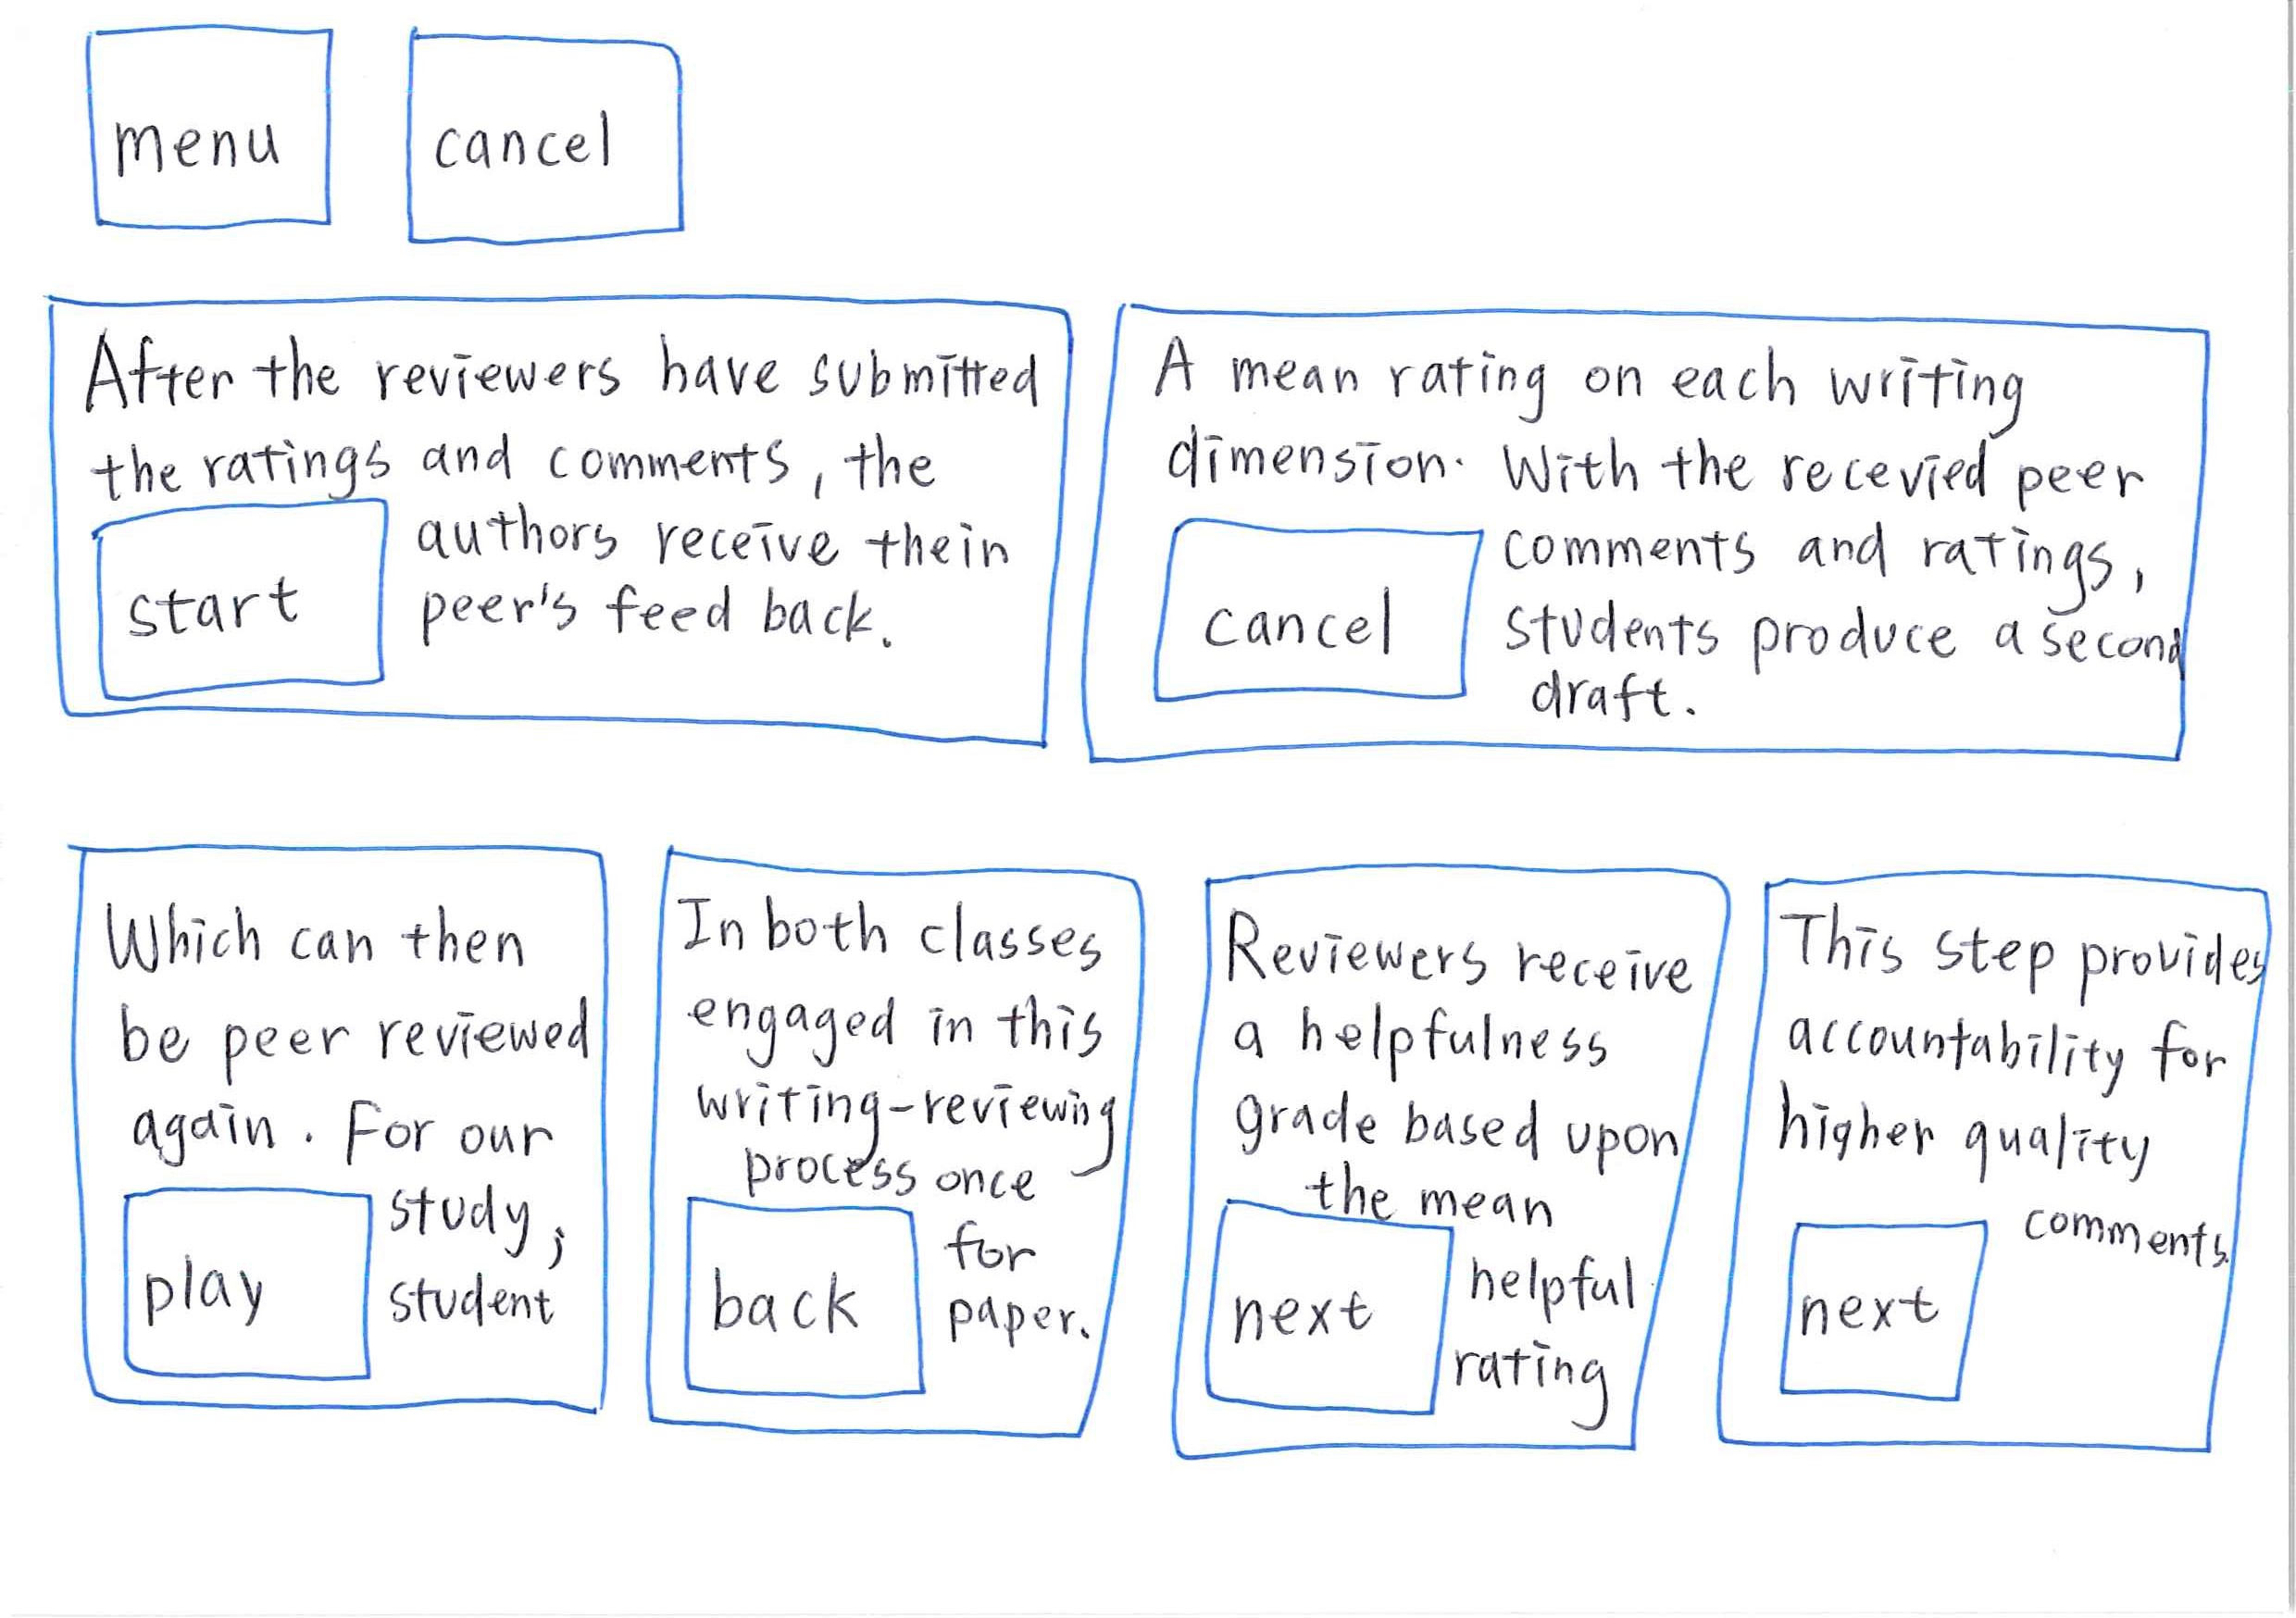 menu
cancel
After the reviewers have submitted
the ratings and comments, the
authors receive thein
peer's feed back.
start
A mean rating on each writing
dimension. With the recevied peer
comments and ratings,
students produce a second
draft.
cancel
Which can then
be peer reviewed
again. For our
study,
student
play
In both classes
engaged in this
writing-reviewing
process once
for
paper.
back
Reviewers receive
a helpfulness
grade based upon
the mean
helpful
rating
next
This step provides
accountability for
higher quality
comments.
next